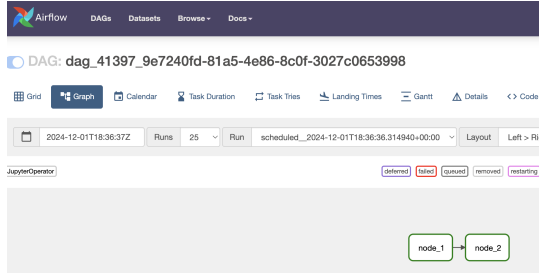 Airflow DAGs Datasets Browse Docs
DAG: dag_41397_9e7240fd-81a5-4e86-8c0f-3027c0653998
Grid Graph Calendar Task Duration Task Tries Landing Times Gantt Details <> Code
2024-12-01T18:36:37Z Runs 25 Run scheduled__2024-12-01T18:36:36.314940+00:00 Layout Left > Ri
JupyterOperator deferred failed queued removed restarting
node_1 node_2